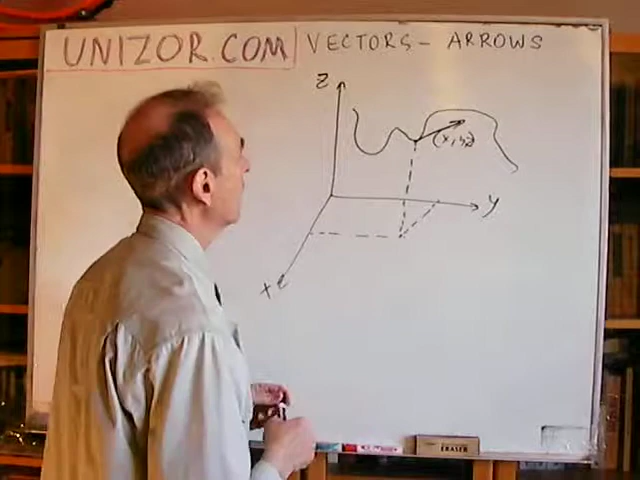 UNIZOR.COM VECTORS - ARROWS
z
(x,y,z)
y
x
ERASER